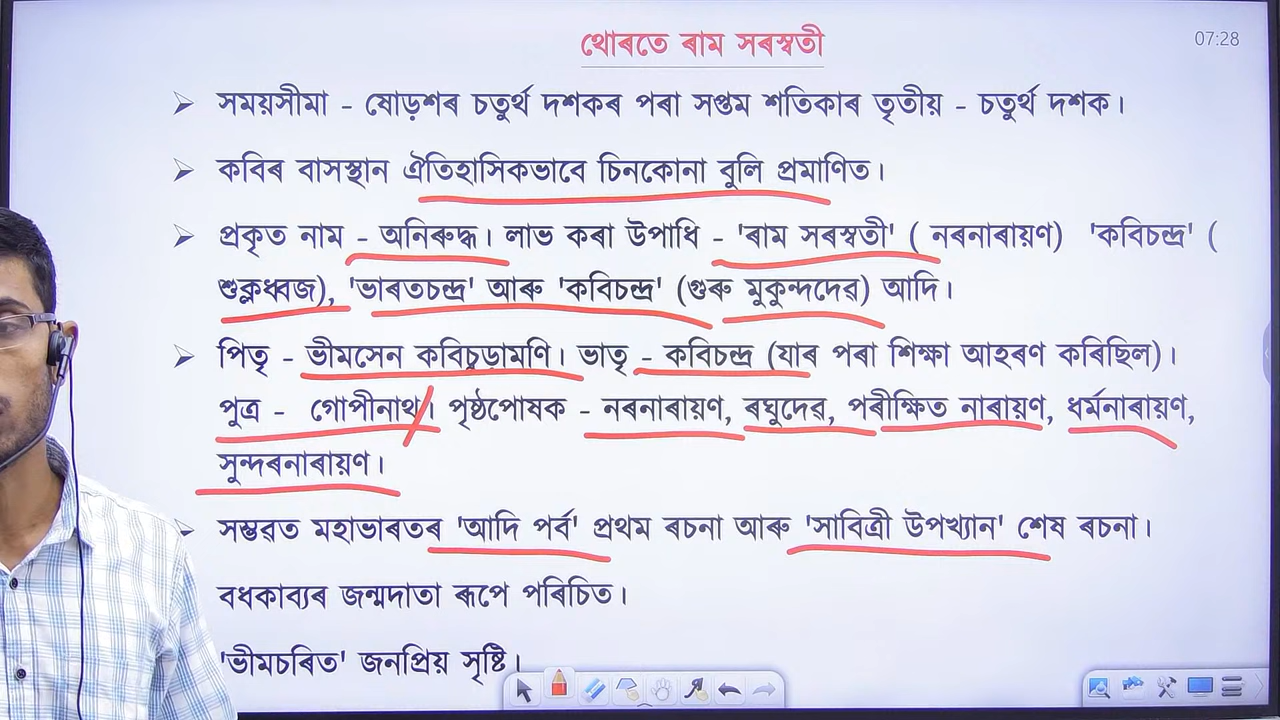 থোৰতে ৰাম সৰস্বতী
07:28
➢ সময়সীমা - ষোড়শৰ চতুৰ্থ দশকৰ পৰা সপ্তম শতিকাৰ তৃতীয় - চতুৰ্থ দশক।
➢ কবিৰ বাসস্থান ঐতিহাসিকভাবে চিনকোনা বুলি প্ৰমাণিত।
➢ প্ৰকৃত নাম - অনিৰুদ্ধ। লাভ কৰা উপাধি - 'ৰাম সৰস্বতী' ( নৰনাৰায়ণ) 'কবিচন্দ্ৰ' (
শুক্লধ্বজ), 'ভাৰতচন্দ্ৰ' আৰু 'কবিচন্দ্ৰ' (গুৰু মুকুন্দদেৱ) আদি।
➢ পিতৃ - ভীমসেন কবিচূড়ামণি। ভাতৃ - কবিচন্দ্ৰ (যাৰ পৰা শিক্ষা আহৰণ কৰিছিল)।
পুত্ৰ - গোপীনাথ। পৃষ্ঠপোষক - নৰনাৰায়ণ, ৰঘুদেৱ, পৰীক্ষিত নাৰায়ণ, ধৰ্মনাৰায়ণ,
সুন্দৰনাৰায়ণ।
➢ সম্ভৱত মহাভাৰতৰ 'আদি পৰ্ব' প্ৰথম ৰচনা আৰু 'সাবিত্ৰী উপখ্যান' শেষ ৰচনা।
বধকাব্যৰ জন্মদাতা ৰূপে পৰিচিত।
'ভীমচৰিত' জনপ্ৰিয় সৃষ্টি।